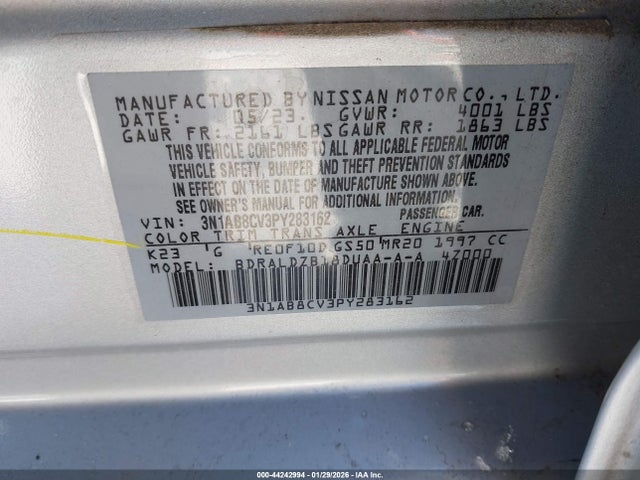 MANUFACTURED BY NISSAN MOTOR CO., LTD.
DATE: 05/23 GVWR: 4001 LBS
GAWR FR: 2161 LBS GAWR RR: 1863 LBS
THIS VEHICLE CONFORMS TO ALL APPLICABLE FEDERAL MOTOR
VEHICLE SAFETY, BUMPER AND THEFT PREVENTION STANDARDS
IN EFFECT ON THE DATE OF MANUFACTURE SHOWN ABOVE.
SEE OWNER'S MANUAL FOR ADDITIONAL INFORMATION.
VIN: 3N1AB8CV3PY283162 PASSENGER CAR.
COLOR TRIM TRANS AXLE ENGINE
K23 G RE0F10D GS50 MR20 1997 CC
MODEL: BDRALDZB18DUAA-A-A 47000
3N1AB8CV3PY283162
000-44242994 | 01/29/2026 - IAA Inc.